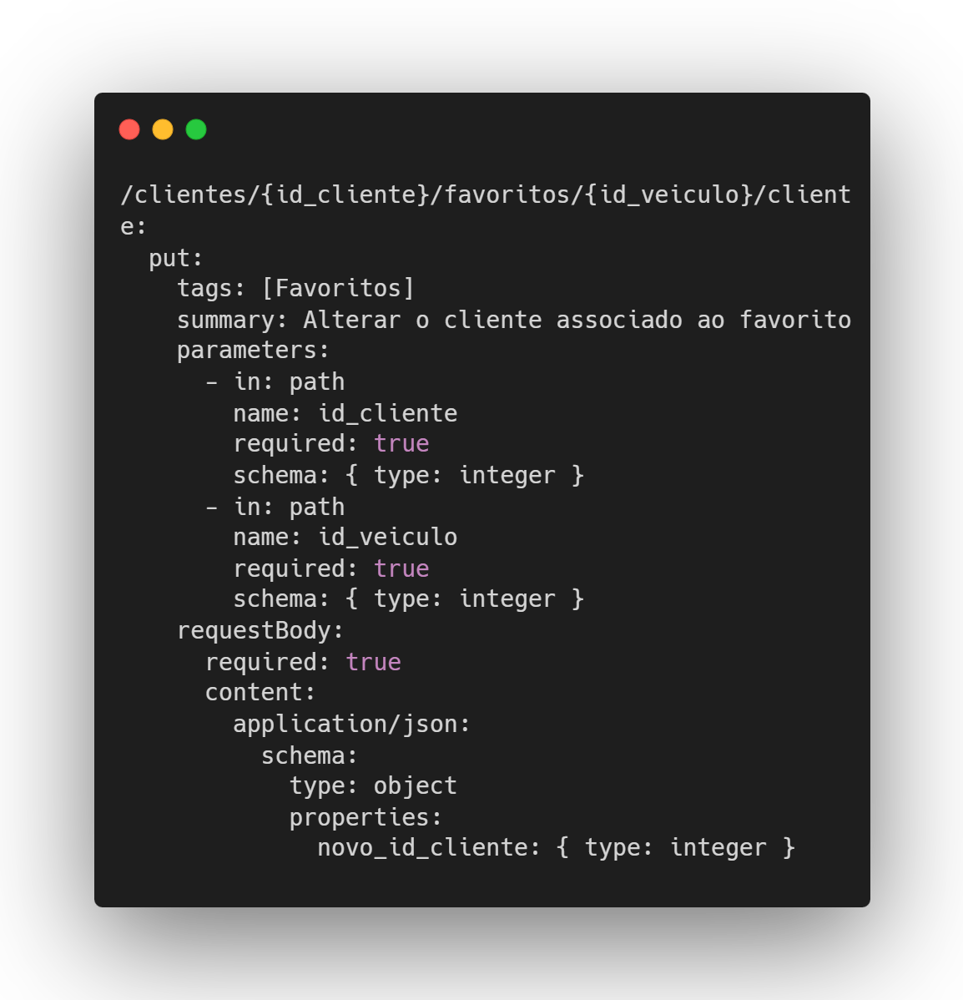 /clientes/{id_cliente}/favoritos/{id_veiculo}/client
e:
  put:
    tags: [Favoritos]
    summary: Alterar o cliente associado ao favorito
    parameters:
      - in: path
        name: id_cliente
        required: true
        schema: { type: integer }
      - in: path
        name: id_veiculo
        required: true
        schema: { type: integer }
    requestBody:
      required: true
      content:
        application/json:
          schema:
            type: object
            properties:
              novo_id_cliente: { type: integer }